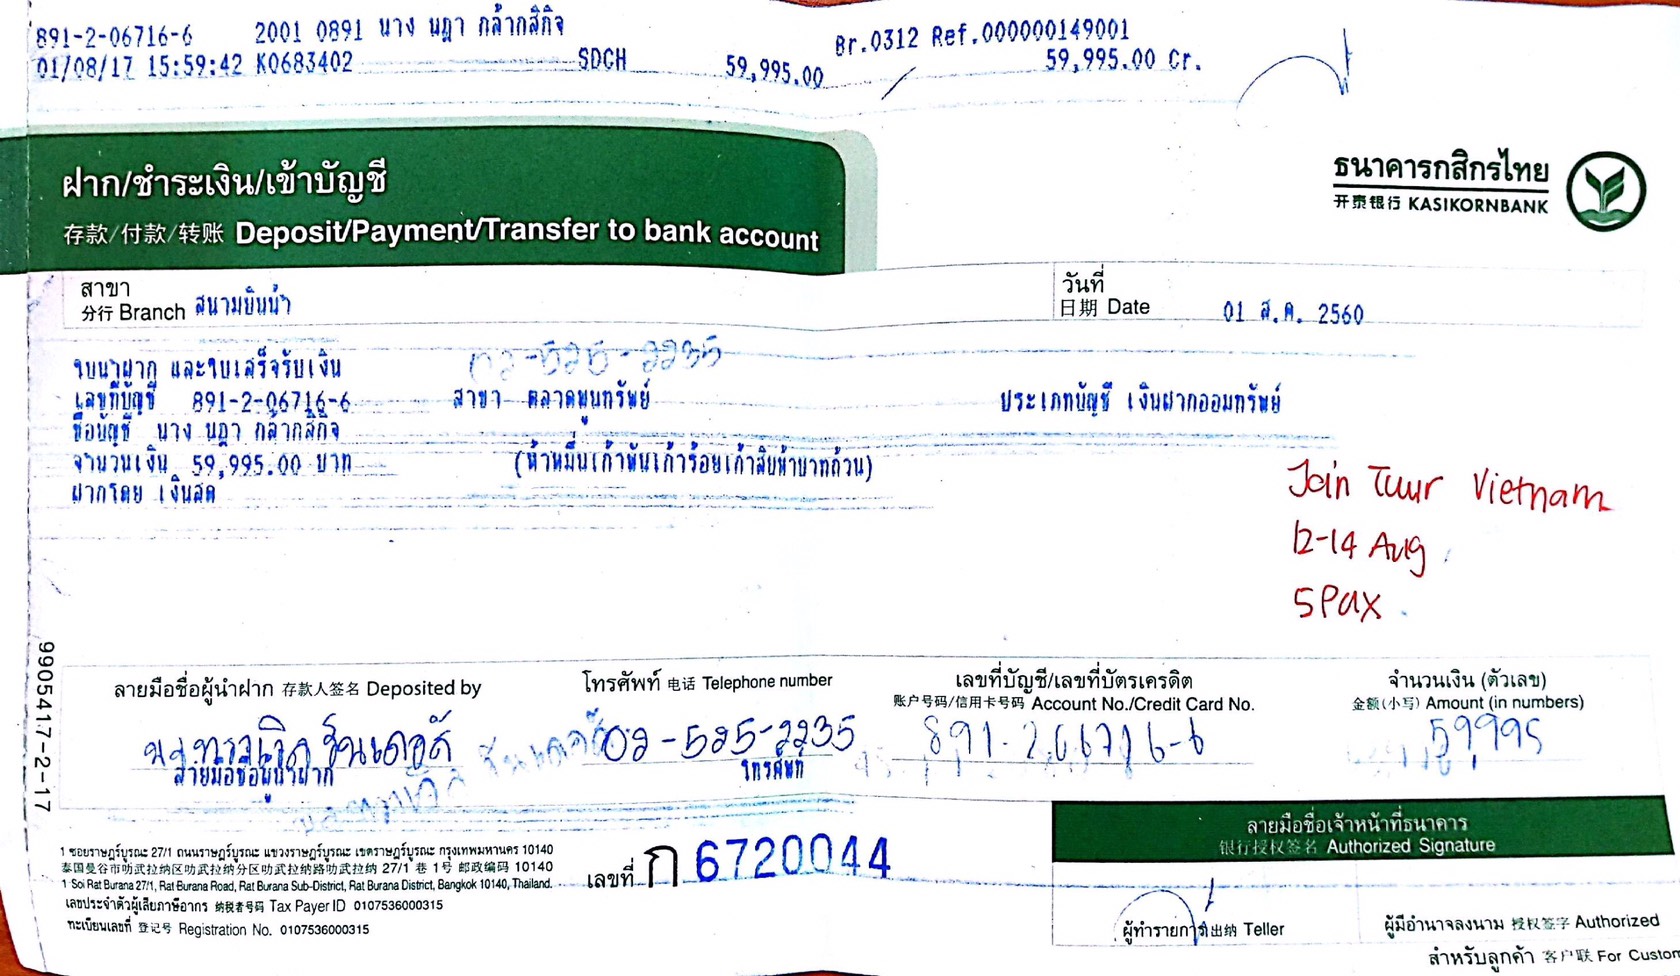 891-2-06716-6 2001 0891 นาง นฎา กล้ากสิกิจ Br.0312 Ref.000000149001
01/08/17 15:59:42 K0683402 SDCH 59,995.00 59,995.00 Cr.
ฝาก/ชำระเงิน/เข้าบัญชี
存款/付款/转账 Deposit/Payment/Transfer to bank account
ธนาคารกสิกรไทย
开泰银行 KASIKORNBANK
สาขา
分行 Branch สนามบินน้ำ
วันที่
日期 Date 01 ส.ค. 2560
ใบนำฝาก และใบเสร็จรับเงิน 02-525-2235
เลขที่บัญชี 891-2-06716-6 สาขา ตลาดพูนทรัพย์ ประเภทบัญชี เงินฝากออมทรัพย์
ชื่อบัญชี นาง นฎา กล้ากสิกิจ
จำนวนเงิน 59,995.00 บาท (ห้าหมื่นเก้าพันเก้าร้อยเก้าสิบห้าบาทถ้วน)
ฝากโดย เงินสด
Join Tour Vietnam
12-14 Aug
5 Pax
9905417-2-17
ลายมือชื่อผู้นำฝาก 存款人签名 Deposited by
โทรศัพท์ 电话 Telephone number
เลขที่บัญชี/เลขที่บัตรเครดิต
账户号码/信用卡号码 Account No./Credit Card No.
จำนวนเงิน (ตัวเลข)
金额(小写) Amount (in numbers)
02-525-2235 891-206716-6 59995
ลายมือชื่อผู้นำฝาก โทรศัพท์
1 ซอยราษฎร์บูรณะ 27/1 ถนนราษฎร์บูรณะ แขวงราษฎร์บูรณะ เขตราษฎร์บูรณะ กรุงเทพมหานคร 10140
泰国曼谷市叻武拉纳区叻武拉纳分区叻武拉纳路叻武拉纳 27/1 巷 1号 邮政编码 10140
1 Soi Rat Burana 27/1, Rat Burana Road, Rat Burana Sub-District, Rat Burana District, Bangkok 10140, Thailand.
เลขประจำตัวผู้เสียภาษีอากร 纳税者号码 Tax Payer ID 0107536000315
ทะเบียนเลขที่ 登记号 Registration No. 0107536000315
เลขที่ ก 6720044
ลายมือชื่อเจ้าหน้าที่ธนาคาร
银行授权签名 Authorized Signature
ผู้ทำรายการ 出纳 Teller
ผู้มีอำนาจลงนาม 授权签字 Authorized
สำหรับลูกค้า 客户联 For Custom